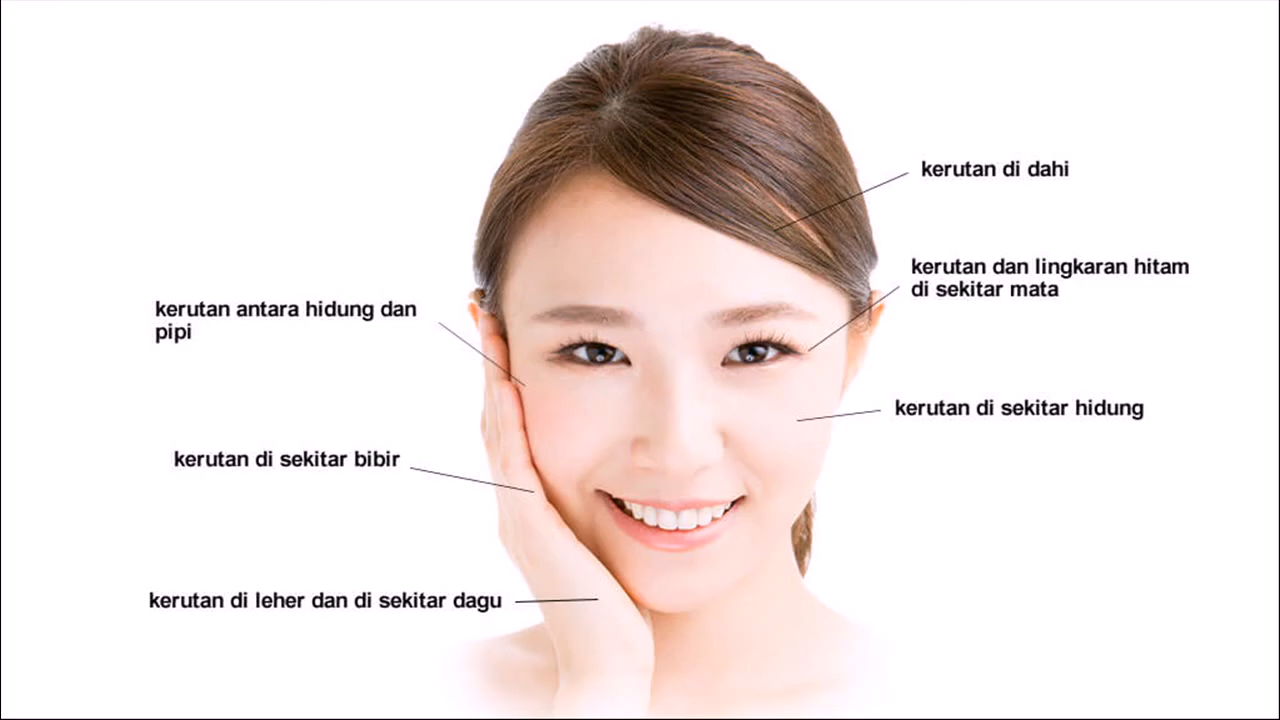 kerutan di dahi
kerutan dan lingkaran hitam
di sekitar mata
kerutan antara hidung dan
pipi
kerutan di sekitar hidung
kerutan di sekitar bibir
kerutan di leher dan di sekitar dagu